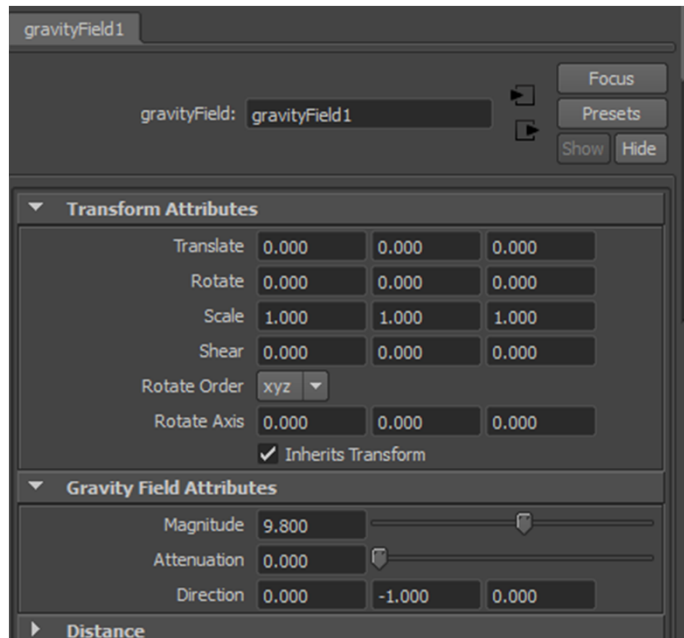 gravityField1
Focus
gravityField: gravityField1
Presets
Show Hide
Transform Attributes
Translate 0.000 0.000 0.000
Rotate 0.000 0.000 0.000
Scale 1.000 1.000 1.000
Shear 0.000 0.000 0.000
Rotate Order xyz
Rotate Axis 0.000 0.000 0.000
Inherits Transform
Gravity Field Attributes
Magnitude 9.800
Attenuation 0.000
Direction 0.000 -1.000 0.000
Distance